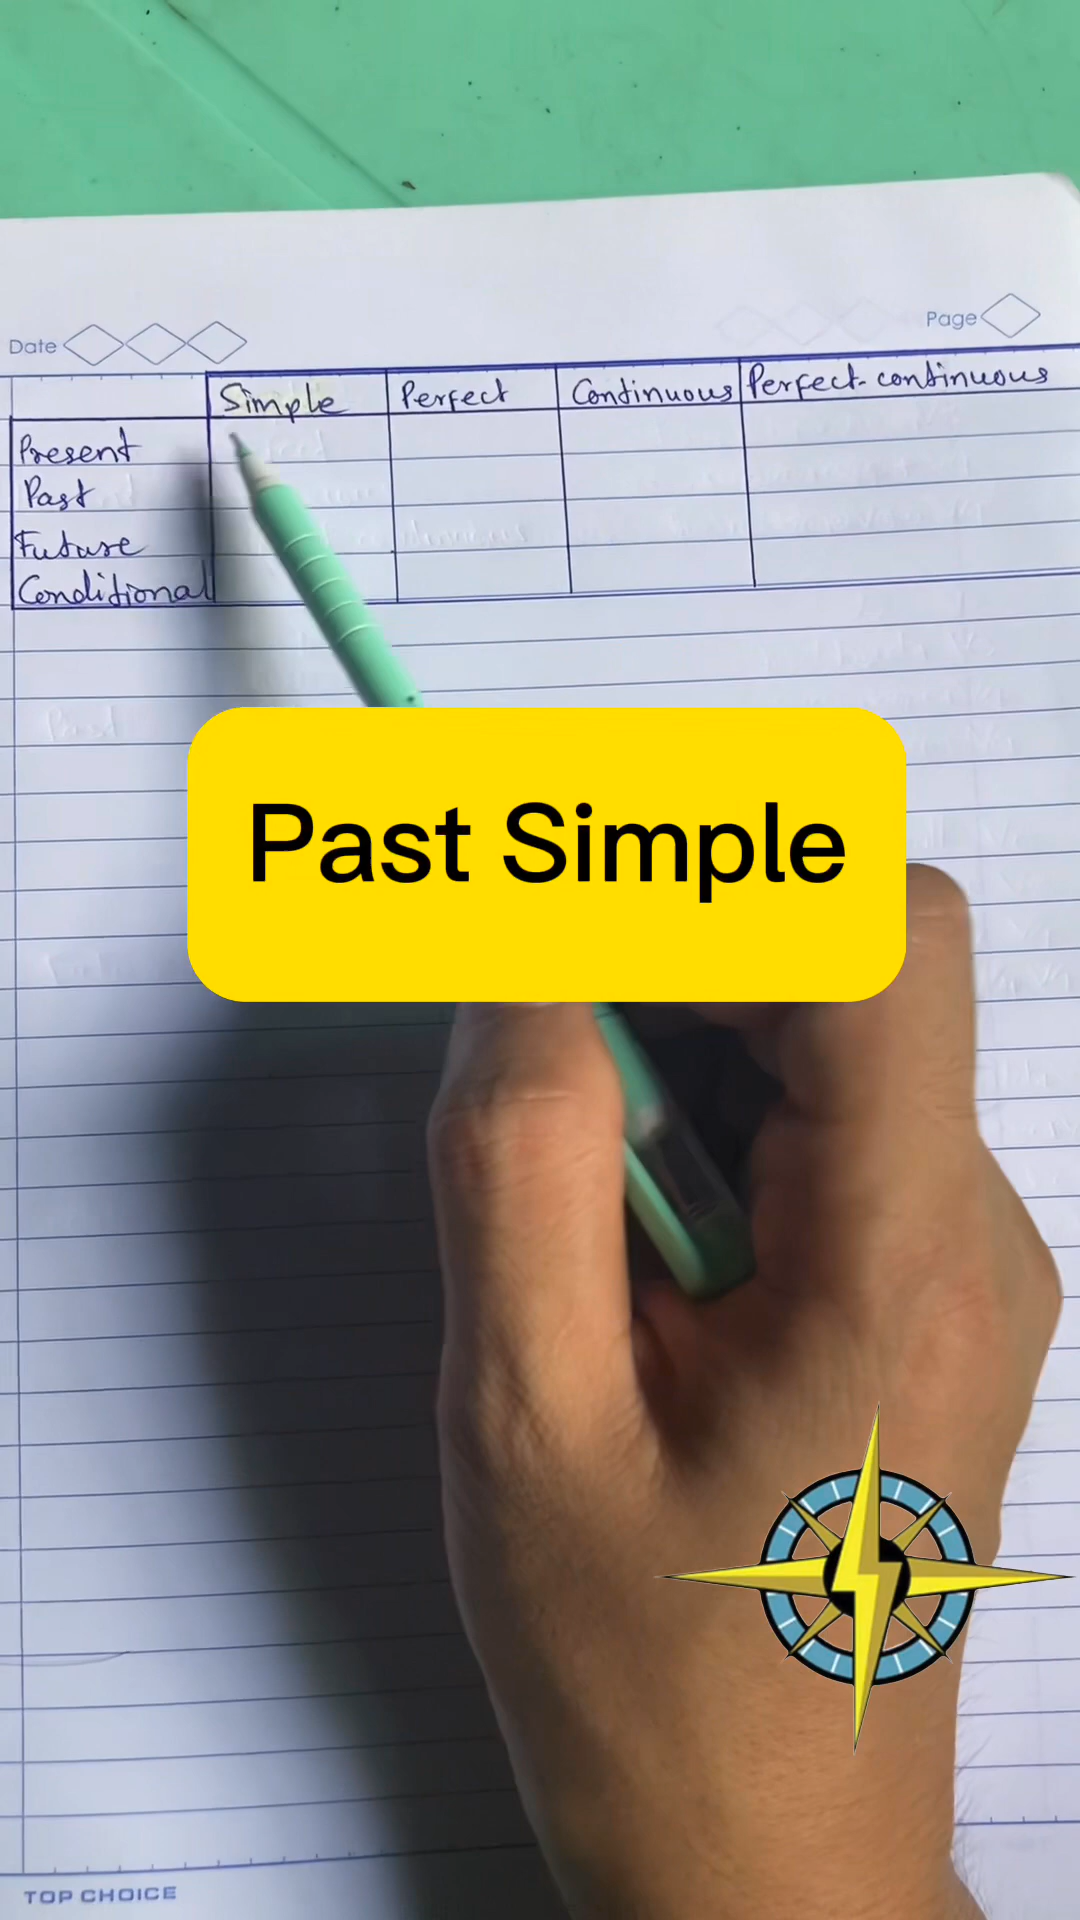 Date
Page
Simple Perfect Continuous Perfect-continuous
Present
Past
Future
Conditional
Past Simple
TOP CHOICE